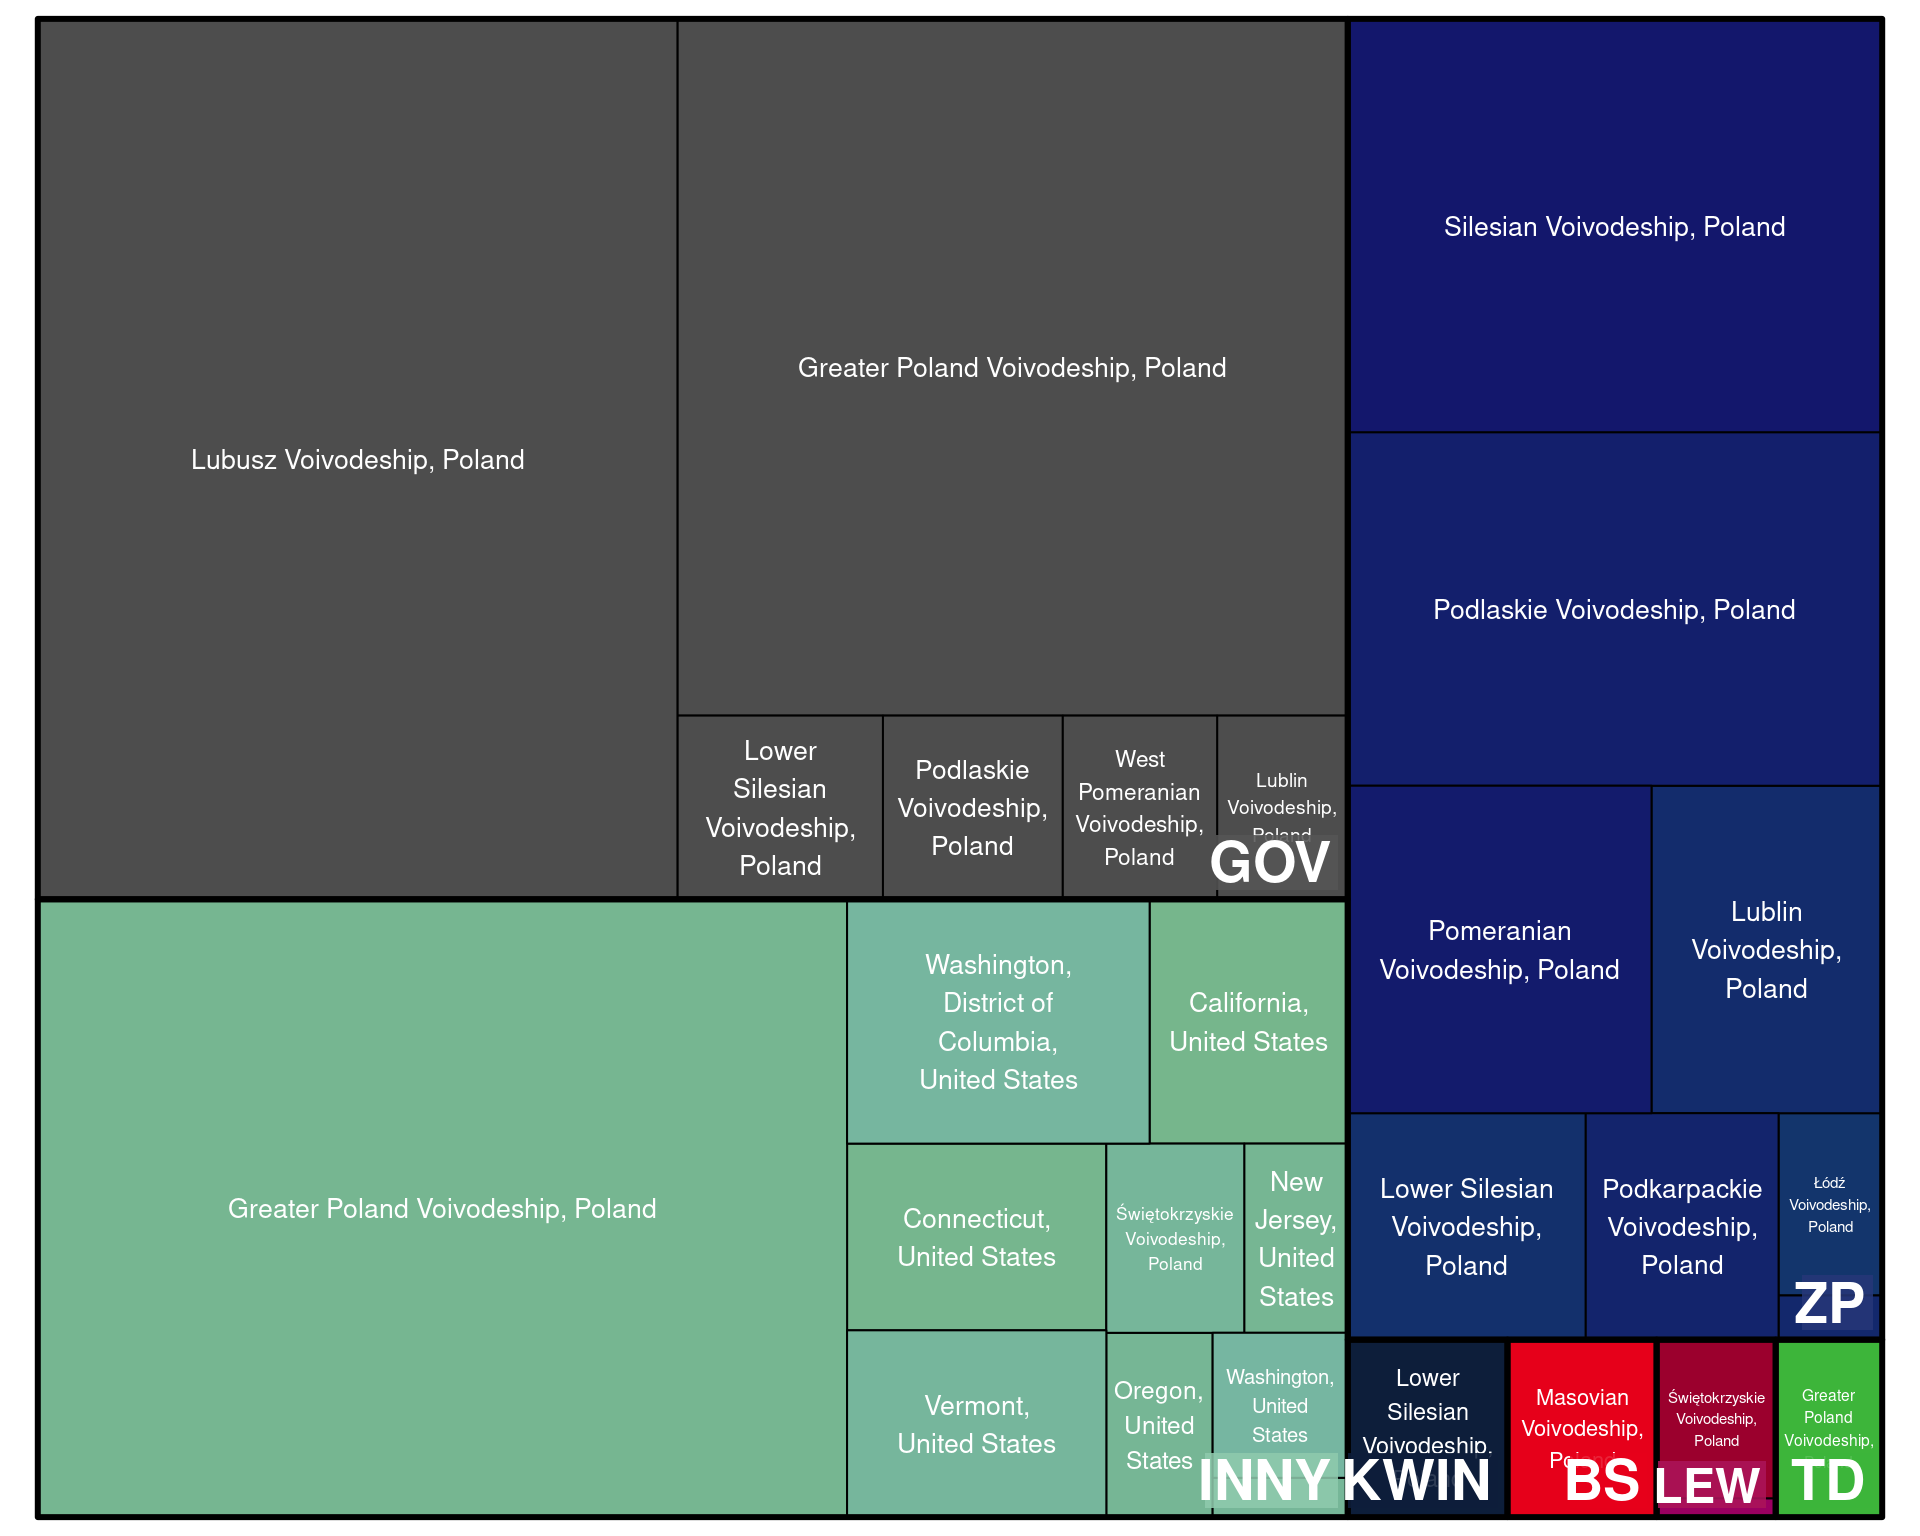 Lubusz Voivodeship, Poland
Greater Poland Voivodeship, Poland
Lower
Silesian
Voivodeship,
Poland
Podlaskie
Voivodeship,
Poland
West
Pomeranian
Voivodeship,
Poland
Lublin
Voivodeship,
Poland
GOV
Silesian Voivodeship, Poland
Podlaskie Voivodeship, Poland
Pomeranian
Voivodeship, Poland
Lublin
Voivodeship,
Poland
Lower Silesian
Voivodeship,
Poland
Podkarpackie
Voivodeship,
Poland
Łódź
Voivodeship,
Poland
ZP
Greater Poland Voivodeship, Poland
Washington,
District of
Columbia,
United States
California,
United States
Connecticut,
United States
Świętokrzyskie
Voivodeship,
Poland
New
Jersey,
United
States
Vermont,
United States
Oregon,
United
States
Washington,
United
States
INNY
Lower
Silesian
Voivodeship,
KWIN
Masovian
Voivodeship,
Poland
BS
Świętokrzyskie
Voivodeship,
Poland
LEW
Greater
Poland
Voivodeship,
TD